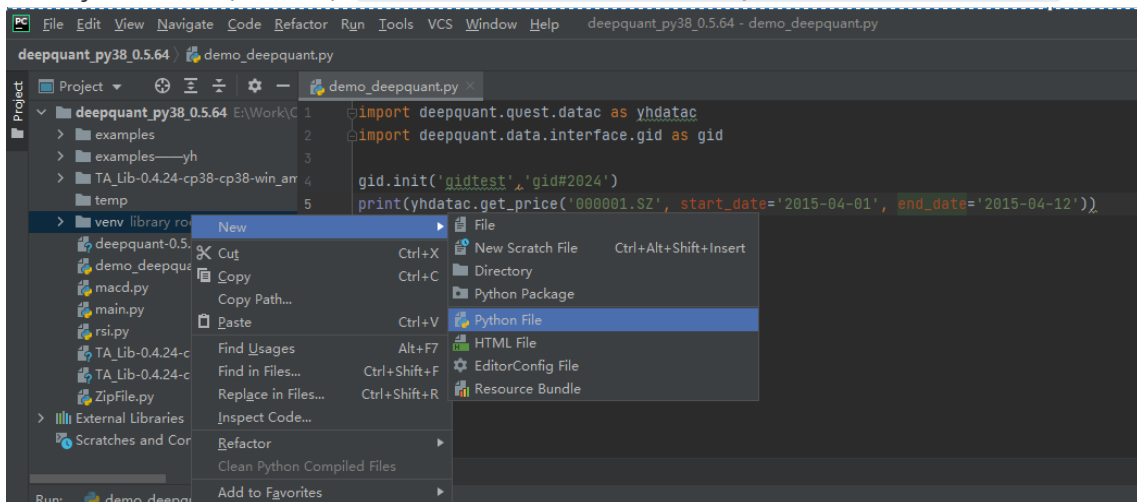 PC File Edit View Navigate Code Refactor Run Tools VCS Window Help deepquant_py38_0.5.64 - demo_deepquant.py
deepquant_py38_0.5.64 demo_deepquant.py
Project
Project
demo_deepquant.py
deepquant_py38_0.5.64 E:\Work\C
examples
examples——yh
TA_Lib-0.4.24-cp38-cp38-win_am
temp
venv library ro
deepquant-0.5.
demo_deepqua
macd.py
main.py
rsi.py
TA_Lib-0.4.24-c
TA_Lib-0.4.24-c
ZipFile.py
External Libraries
Scratches and Con
1 import deepquant.quest.datac as yhdatac
2 import deepquant.data.interface.gid as gid
3
4 gid.init('gidtest','gid#2024')
5 print(yhdatac.get_price('000001.SZ', start_date='2015-04-01', end_date='2015-04-12'))
New
Cut Ctrl+X
Copy Ctrl+C
Copy Path...
Paste Ctrl+V
Find Usages Alt+F7
Find in Files... Ctrl+Shift+F
Replace in Files... Ctrl+Shift+R
Inspect Code...
Refactor
Clean Python Compiled Files
Add to Favorites
File
New Scratch File Ctrl+Alt+Shift+Insert
Directory
Python Package
Python File
HTML File
EditorConfig File
Resource Bundle
Run: demo_deepq